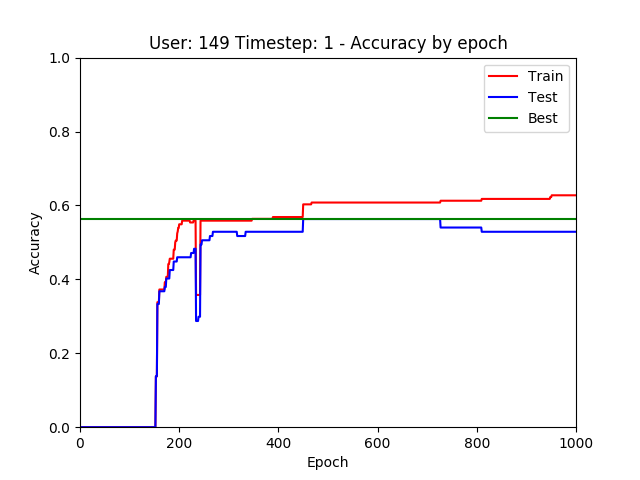 User: 149 Timestep: 1 - Accuracy by epoch
1.0
0.8
0.6
0.4
0.2
0.0
Accuracy
Train
Test
Best
0 200 400 600 800 1000
Epoch